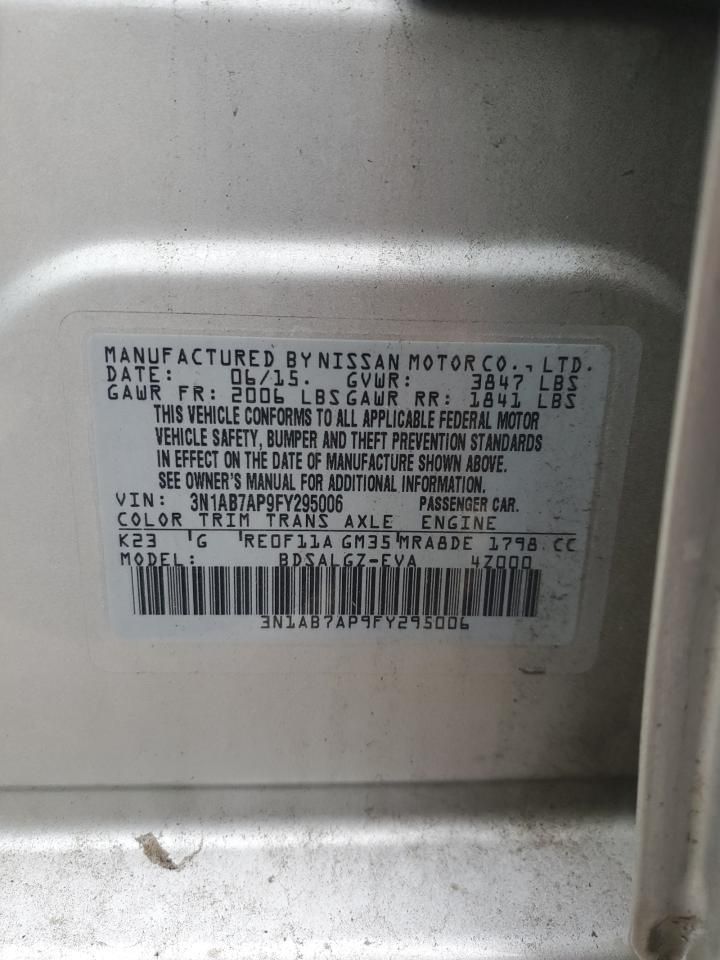 MANUFACTURED BY NISSAN MOTOR CO., LTD.
DATE: 06/15. GVWR: 3847 LBS
GAWR FR: 2006 LBS GAWR RR: 1841 LBS
THIS VEHICLE CONFORMS TO ALL APPLICABLE FEDERAL MOTOR
VEHICLE SAFETY, BUMPER AND THEFT PREVENTION STANDARDS
IN EFFECT ON THE DATE OF MANUFACTURE SHOWN ABOVE.
SEE OWNER'S MANUAL FOR ADDITIONAL INFORMATION.
VIN: 3N1AB7AP9FY295006 PASSENGER CAR.
COLOR TRIM TRANS AXLE ENGINE
K23 'G 'RE0F11A GM35 'MRA8DE 1798 CC
MODEL: BDSALGZ-EVA 4Z000
3N1AB7AP9FY295006